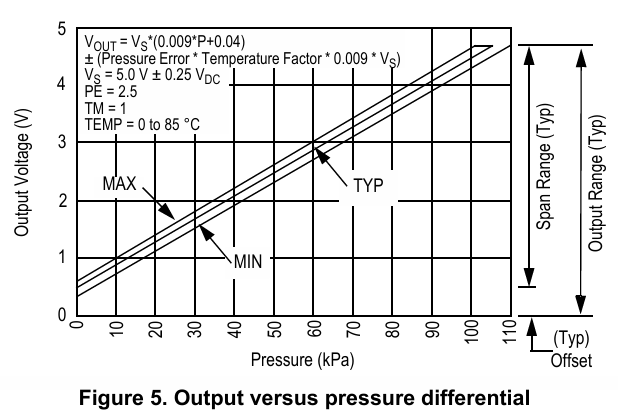 5
4
3
2
1
0
Output Voltage (V)
VOUT = VS*(0.009*P+0.04)
± (Pressure Error * Temperature Factor * 0.009 * VS)
VS = 5.0 V ± 0.25 VDC
PE = 2.5
TM = 1
TEMP = 0 to 85 °C
MAX
TYP
MIN
Span Range (Typ)
Output Range (Typ)
(Typ)
Offset
0 10 20 30 40 50 60 70 80 90 100 110
Pressure (kPa)
Figure 5. Output versus pressure differential